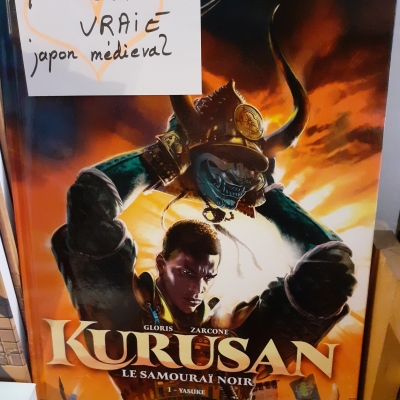 VRAIE
japon médieval
GLORIS ZARCONE
KURUSAN
LE SAMOURAÏ NOIR
1 - YASUKE